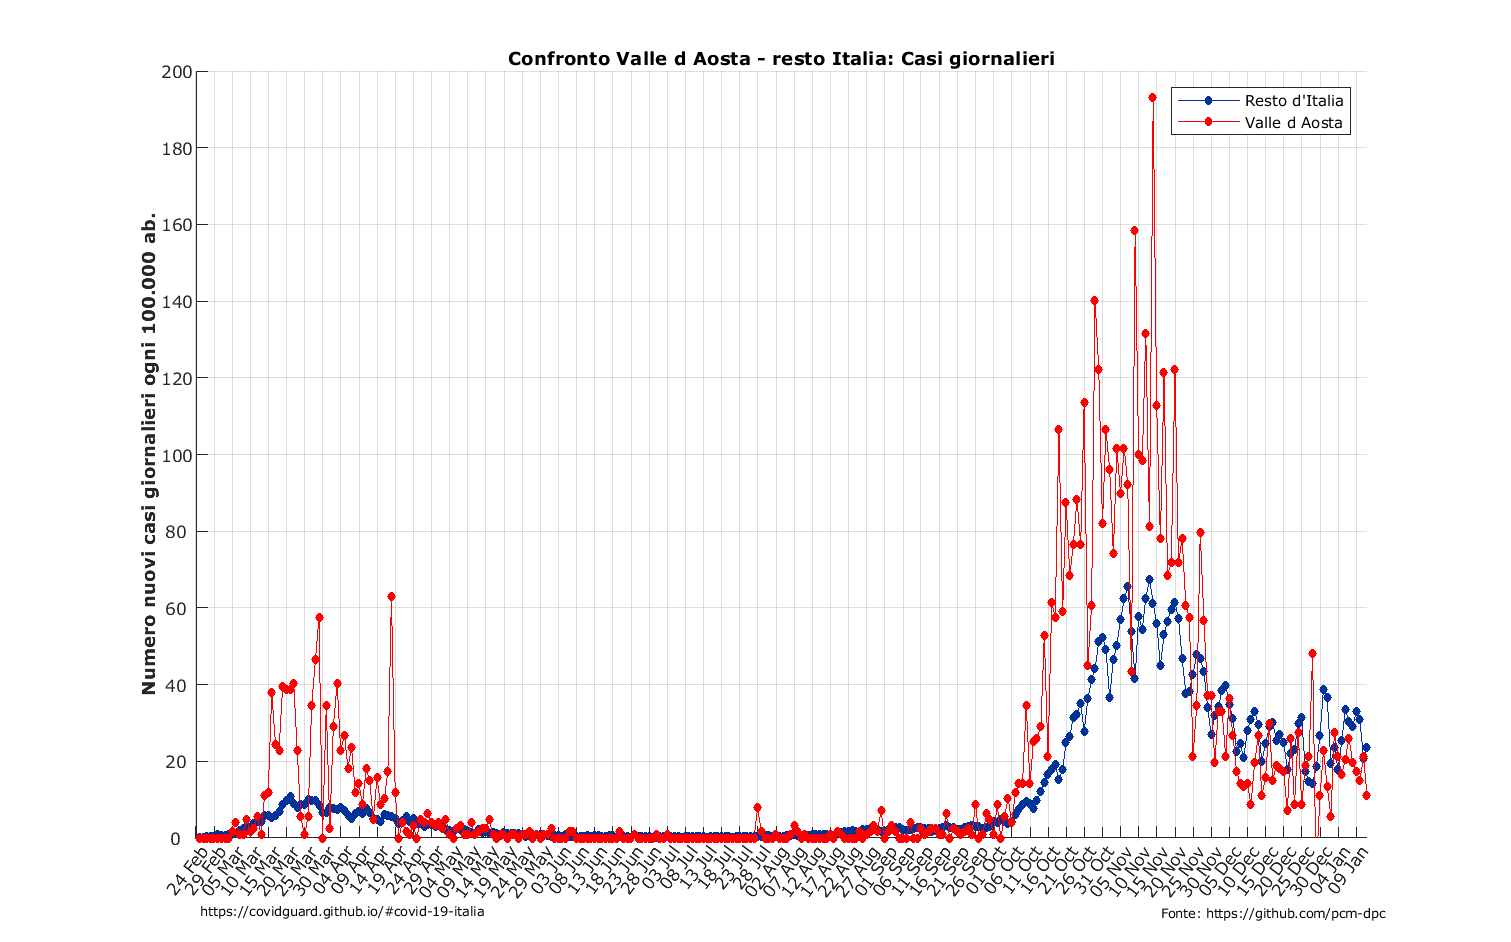 Confronto Valle d Aosta - resto Italia: Casi giornalieri
Resto d'Italia
Valle d Aosta
Numero nuovi casi giornalieri ogni 100.000 ab.
200
180
160
140
120
100
80
60
40
20
0
24 Feb
29 Feb
05 Mar
10 Mar
15 Mar
20 Mar
25 Mar
30 Mar
04 Apr
09 Apr
14 Apr
19 Apr
24 Apr
29 Apr
04 May
09 May
14 May
19 May
24 May
29 May
03 Jun
08 Jun
13 Jun
18 Jun
23 Jun
28 Jun
03 Jul
08 Jul
13 Jul
18 Jul
23 Jul
28 Jul
02 Aug
07 Aug
12 Aug
17 Aug
22 Aug
27 Aug
01 Sep
06 Sep
11 Sep
16 Sep
21 Sep
26 Sep
01 Oct
06 Oct
11 Oct
16 Oct
21 Oct
26 Oct
31 Oct
05 Nov
10 Nov
15 Nov
20 Nov
25 Nov
30 Nov
05 Dec
10 Dec
15 Dec
20 Dec
25 Dec
30 Dec
04 Jan
09 Jan
https://covidguard.github.io/#covid-19-italia
Fonte: https://github.com/pcm-dpc